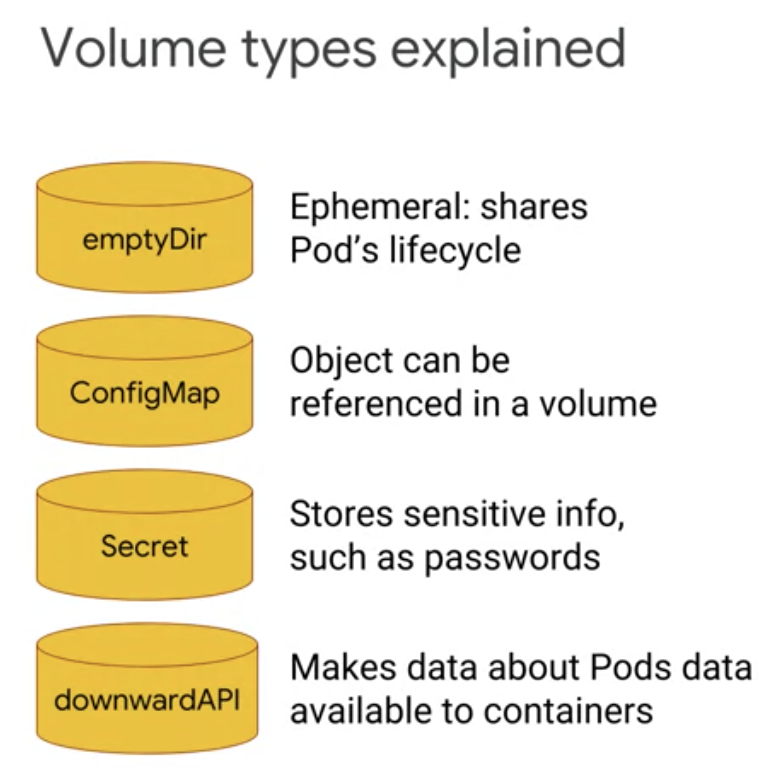 Volume types explained
emptyDir
Ephemeral: shares
Pod's lifecycle
ConfigMap
Object can be
referenced in a volume
Secret
Stores sensitive info,
such as passwords
downwardAPI
Makes data about Pods data
available to containers